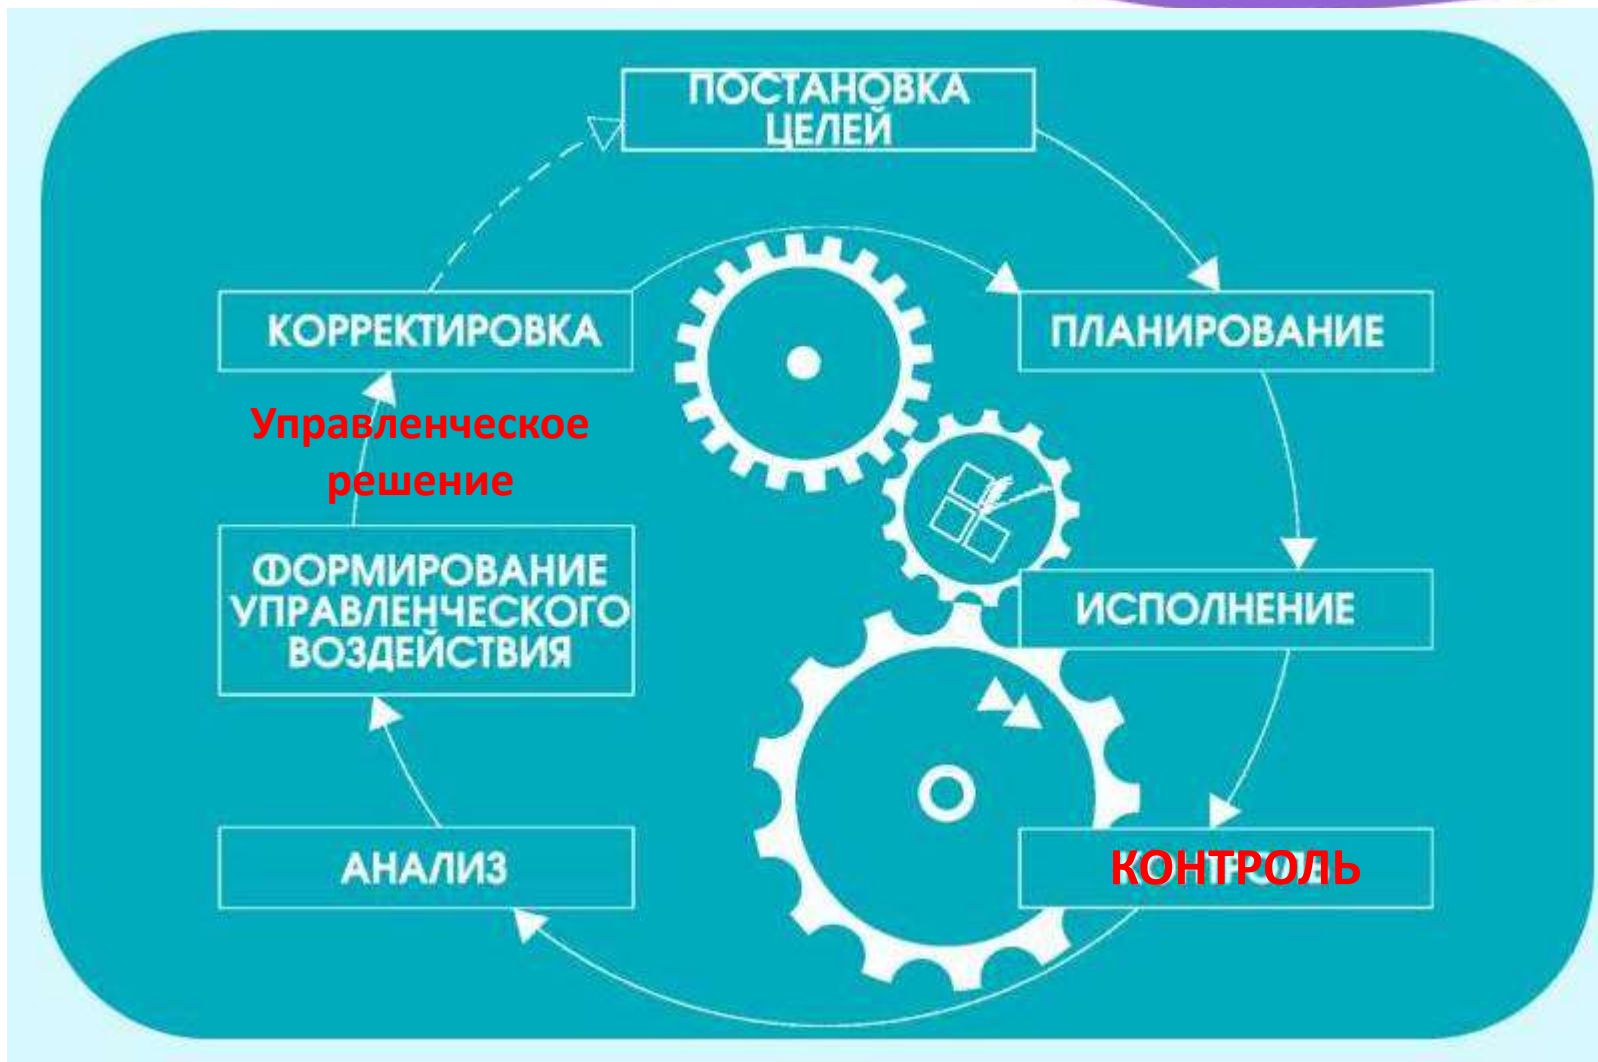 ПОСТАНОВКА
ЦЕЛЕЙ
КОРРЕКТИРОВКА
ПЛАНИРОВАНИЕ
Управленческое
решение
ФОРМИРОВАНИЕ
УПРАВЛЕНЧЕСКОГО
ВОЗДЕЙСТВИЯ
ИСПОЛНЕНИЕ
АНАЛИЗ
КОНТРОЛЬ